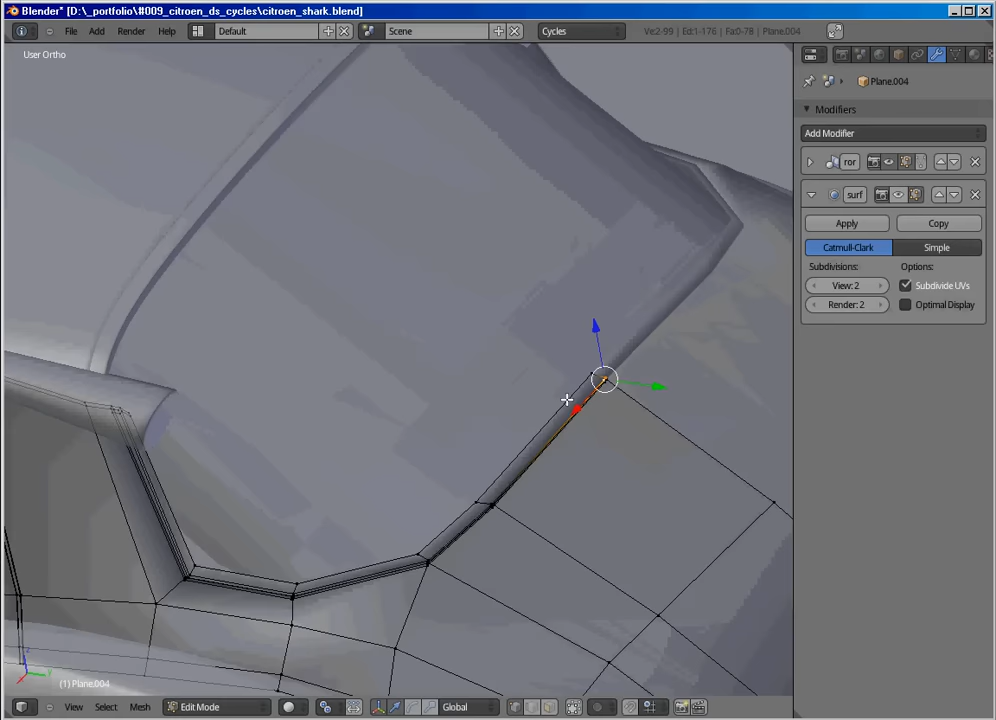 Blender* [D:\_portfolio\#009_citroen_ds_cycles\citroen_shark.blend]
File Add Render Help Default Scene Cycles Ve:2-99 | Ed:1-176 | Fa:0-78 | Plane.004
User Ortho
Plane.004
Modifiers
Add Modifier
ror
surf
Apply Copy
Catmull-Clark Simple
Subdivisions: Options:
View: 2 Subdivide UVs
Render: 2 Optimal Display
(1) Plane.004
View Select Mesh Edit Mode Global